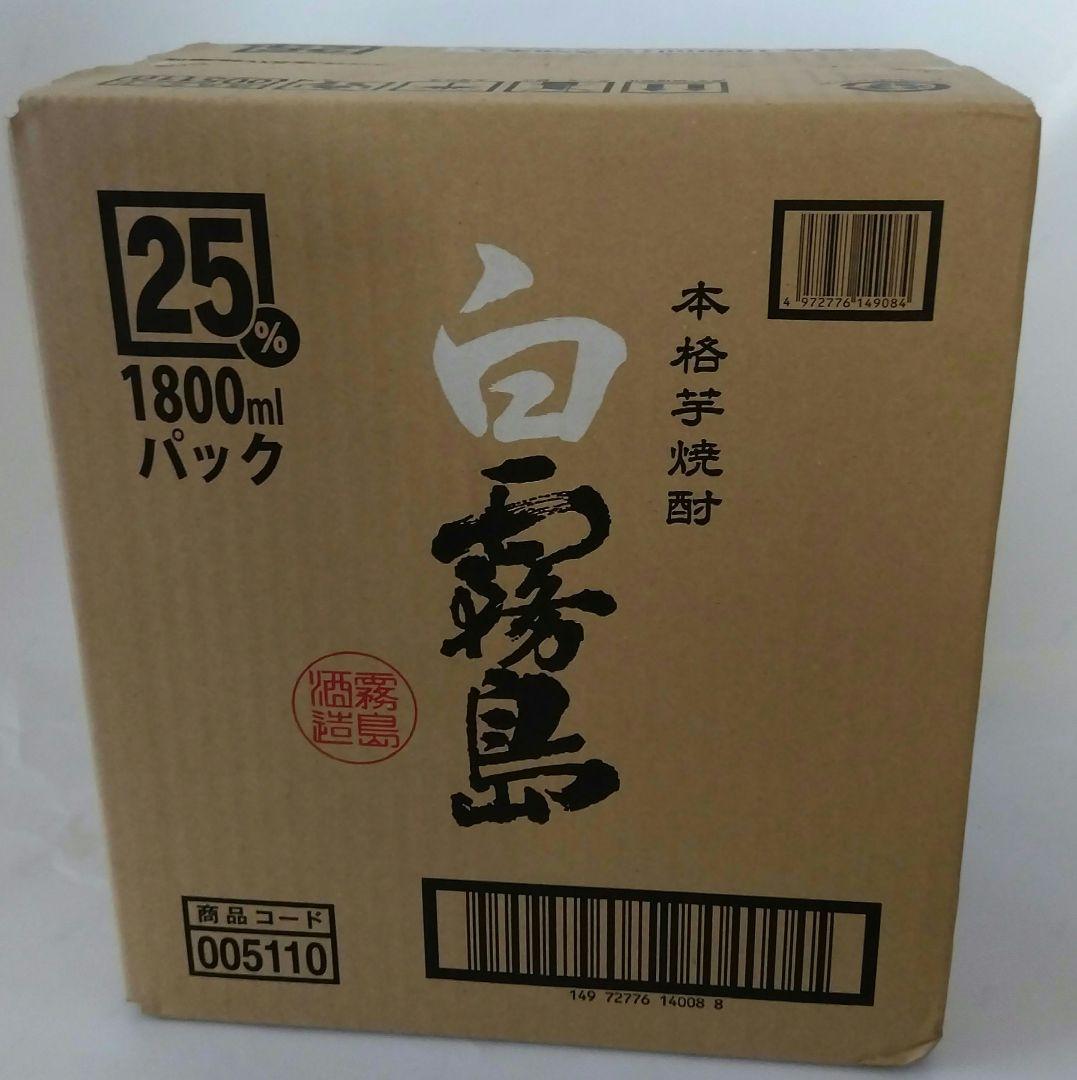 25%
1800ml
パック
白霧島
本格芋焼酎
4 972776 149084
霧島
酒造
商品コード
005110
149 72776 14008 8